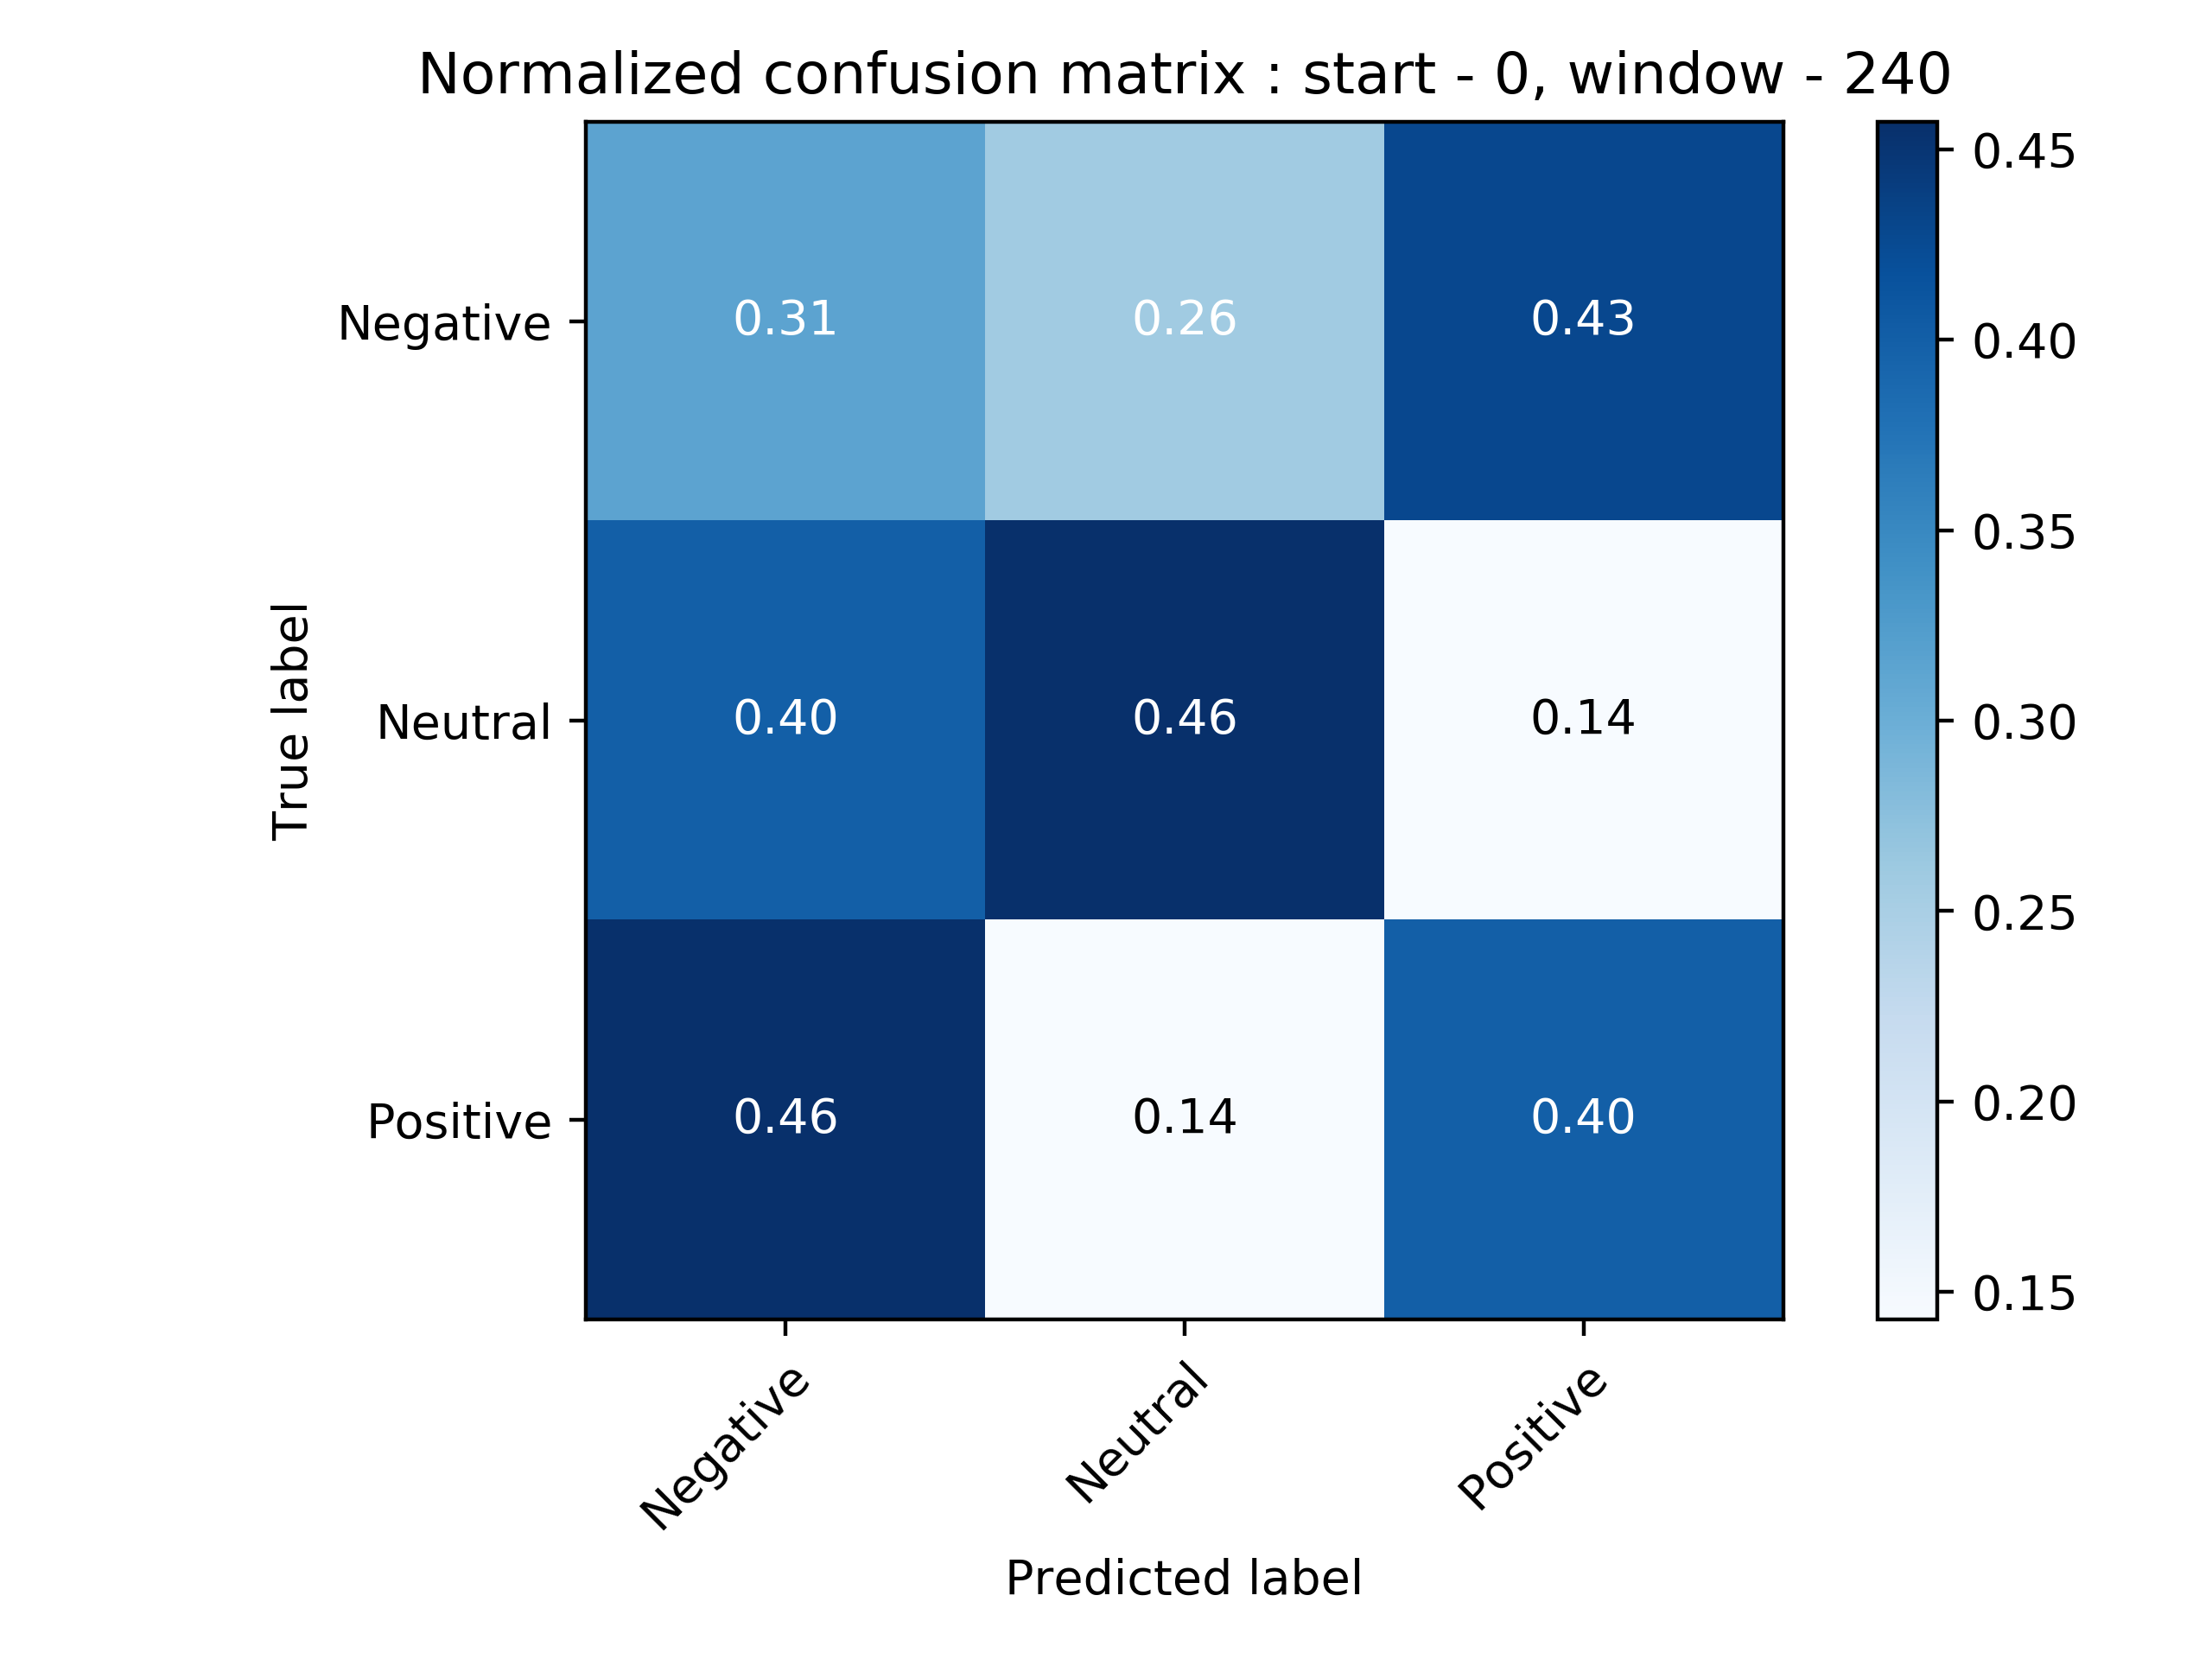 Normalized confusion matrix : start - 0, window - 240
True label
Negative
Neutral
Positive
0.31 0.26 0.43
0.40 0.46 0.14
0.46 0.14 0.40
Negative Neutral Positive
Predicted label
0.45
0.40
0.35
0.30
0.25
0.20
0.15